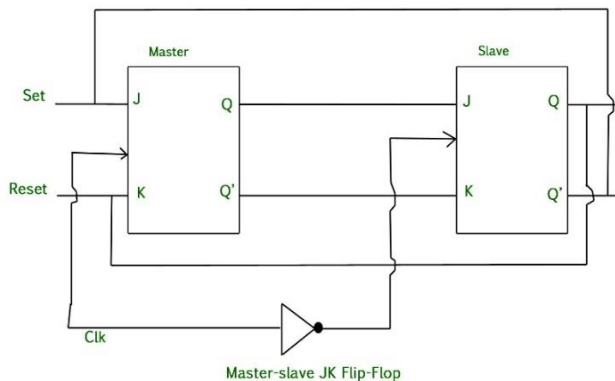 Master
Slave
Set
J
Q
J
Q
Reset
K
Q'
K
Q'
Clk
Master-slave JK Flip-Flop